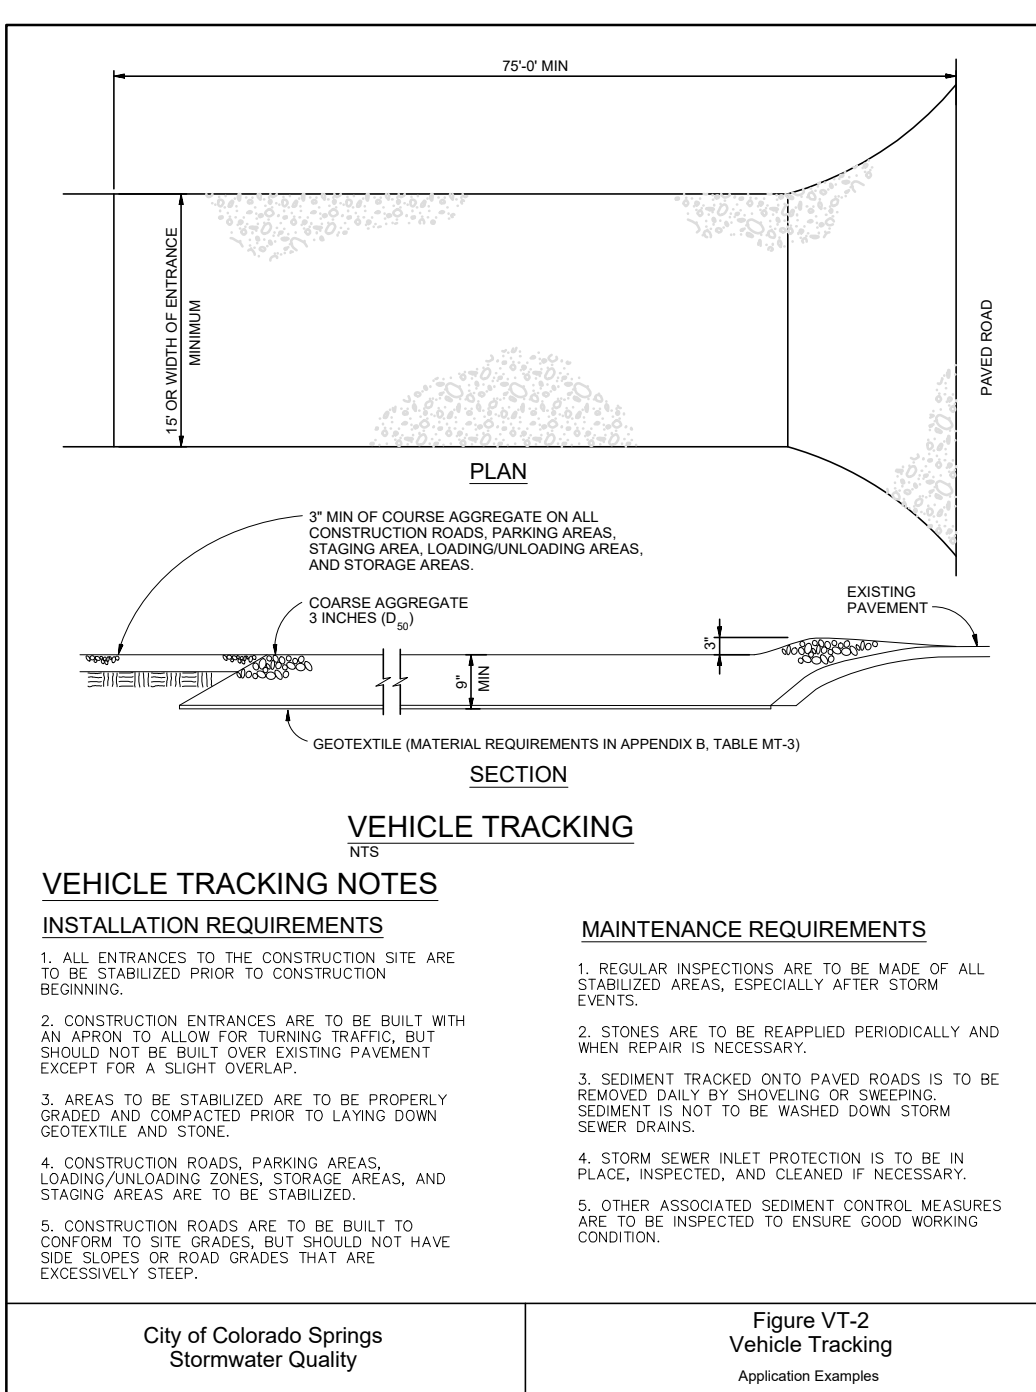 75'-0' MIN
15' OR WIDTH OF ENTRANCE
MINIMUM
PAVED ROAD
PLAN
3" MIN OF COURSE AGGREGATE ON ALL
CONSTRUCTION ROADS, PARKING AREAS,
STAGING AREA, LOADING/UNLOADING AREAS,
AND STORAGE AREAS.
COARSE AGGREGATE
3 INCHES (D50)
EXISTING
PAVEMENT
3"
9"
MIN
GEOTEXTILE (MATERIAL REQUIREMENTS IN APPENDIX B, TABLE MT-3)
SECTION
VEHICLE TRACKING
NTS
VEHICLE TRACKING NOTES
INSTALLATION REQUIREMENTS
1. ALL ENTRANCES TO THE CONSTRUCTION SITE ARE
TO BE STABILIZED PRIOR TO CONSTRUCTION
BEGINNING.
2. CONSTRUCTION ENTRANCES ARE TO BE BUILT WITH
AN APRON TO ALLOW FOR TURNING TRAFFIC, BUT
SHOULD NOT BE BUILT OVER EXISTING PAVEMENT
EXCEPT FOR A SLIGHT OVERLAP.
3. AREAS TO BE STABILIZED ARE TO BE PROPERLY
GRADED AND COMPACTED PRIOR TO LAYING DOWN
GEOTEXTILE AND STONE.
4. CONSTRUCTION ROADS, PARKING AREAS,
LOADING/UNLOADING ZONES, STORAGE AREAS, AND
STAGING AREAS ARE TO BE STABILIZED.
5. CONSTRUCTION ROADS ARE TO BE BUILT TO
CONFORM TO SITE GRADES, BUT SHOULD NOT HAVE
SIDE SLOPES OR ROAD GRADES THAT ARE
EXCESSIVELY STEEP.
MAINTENANCE REQUIREMENTS
1. REGULAR INSPECTIONS ARE TO BE MADE OF ALL
STABILIZED AREAS, ESPECIALLY AFTER STORM
EVENTS.
2. STONES ARE TO BE REAPPLIED PERIODICALLY AND
WHEN REPAIR IS NECESSARY.
3. SEDIMENT TRACKED ONTO PAVED ROADS IS TO BE
REMOVED DAILY BY SHOVELING OR SWEEPING.
SEDIMENT IS NOT TO BE WASHED DOWN STORM
SEWER DRAINS.
4. STORM SEWER INLET PROTECTION IS TO BE IN
PLACE, INSPECTED, AND CLEANED IF NECESSARY.
5. OTHER ASSOCIATED SEDIMENT CONTROL MEASURES
ARE TO BE INSPECTED TO ENSURE GOOD WORKING
CONDITION.
City of Colorado Springs
Stormwater Quality
Figure VT-2
Vehicle Tracking
Application Examples